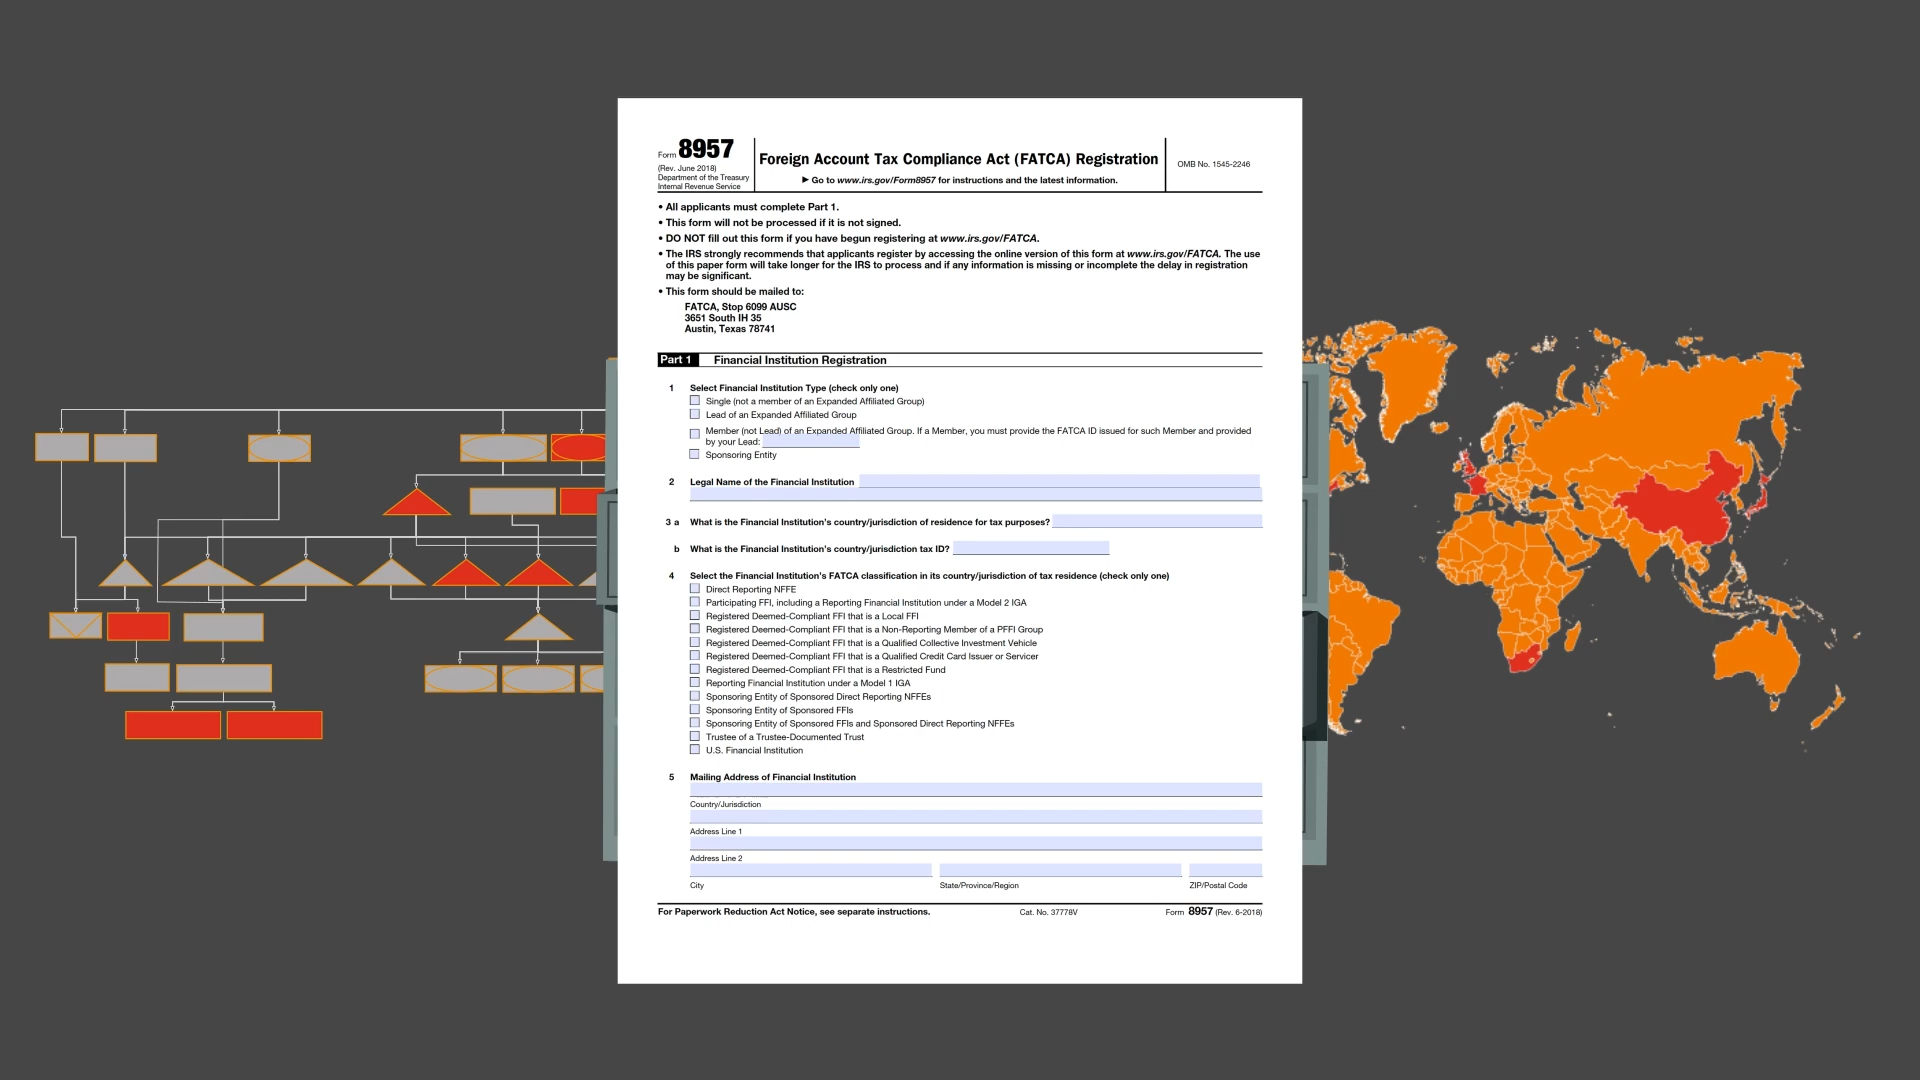 Form 8957
(Rev. June 2018)
Department of the Treasury
Internal Revenue Service
Foreign Account Tax Compliance Act (FATCA) Registration
▶ Go to www.irs.gov/Form8957 for instructions and the latest information.
OMB No. 1545-2246
• All applicants must complete Part 1.
• This form will not be processed if it is not signed.
• DO NOT fill out this form if you have begun registering at www.irs.gov/FATCA.
• The IRS strongly recommends that applicants register by accessing the online version of this form at www.irs.gov/FATCA. The use
of this paper form will take longer for the IRS to process and if any information is missing or incomplete the delay in registration
may be significant.
• This form should be mailed to:
FATCA, Stop 6099 AUSC
3651 South IH 35
Austin, Texas 78741
Part 1 Financial Institution Registration
1 Select Financial Institution Type (check only one)
Single (not a member of an Expanded Affiliated Group)
Lead of an Expanded Affiliated Group
Member (not Lead) of an Expanded Affiliated Group. If a Member, you must provide the FATCA ID issued for such Member and provided
by your Lead:
Sponsoring Entity
2 Legal Name of the Financial Institution
3 a What is the Financial Institution's country/jurisdiction of residence for tax purposes?
b What is the Financial Institution's country/jurisdiction tax ID?
4 Select the Financial Institution's FATCA classification in its country/jurisdiction of tax residence (check only one)
Direct Reporting NFFE
Participating FFI, including a Reporting Financial Institution under a Model 2 IGA
Registered Deemed-Compliant FFI that is a Local FFI
Registered Deemed-Compliant FFI that is a Non-Reporting Member of a PFFI Group
Registered Deemed-Compliant FFI that is a Qualified Collective Investment Vehicle
Registered Deemed-Compliant FFI that is a Qualified Credit Card Issuer or Servicer
Registered Deemed-Compliant FFI that is a Restricted Fund
Reporting Financial Institution under a Model 1 IGA
Sponsoring Entity of Sponsored Direct Reporting NFFEs
Sponsoring Entity of Sponsored FFIs
Sponsoring Entity of Sponsored FFIs and Sponsored Direct Reporting NFFEs
Trustee of a Trustee-Documented Trust
U.S. Financial Institution
5 Mailing Address of Financial Institution
Country/Jurisdiction
Address Line 1
Address Line 2
City State/Province/Region ZIP/Postal Code
For Paperwork Reduction Act Notice, see separate instructions. Cat. No. 37778V Form 8957 (Rev. 6-2018)